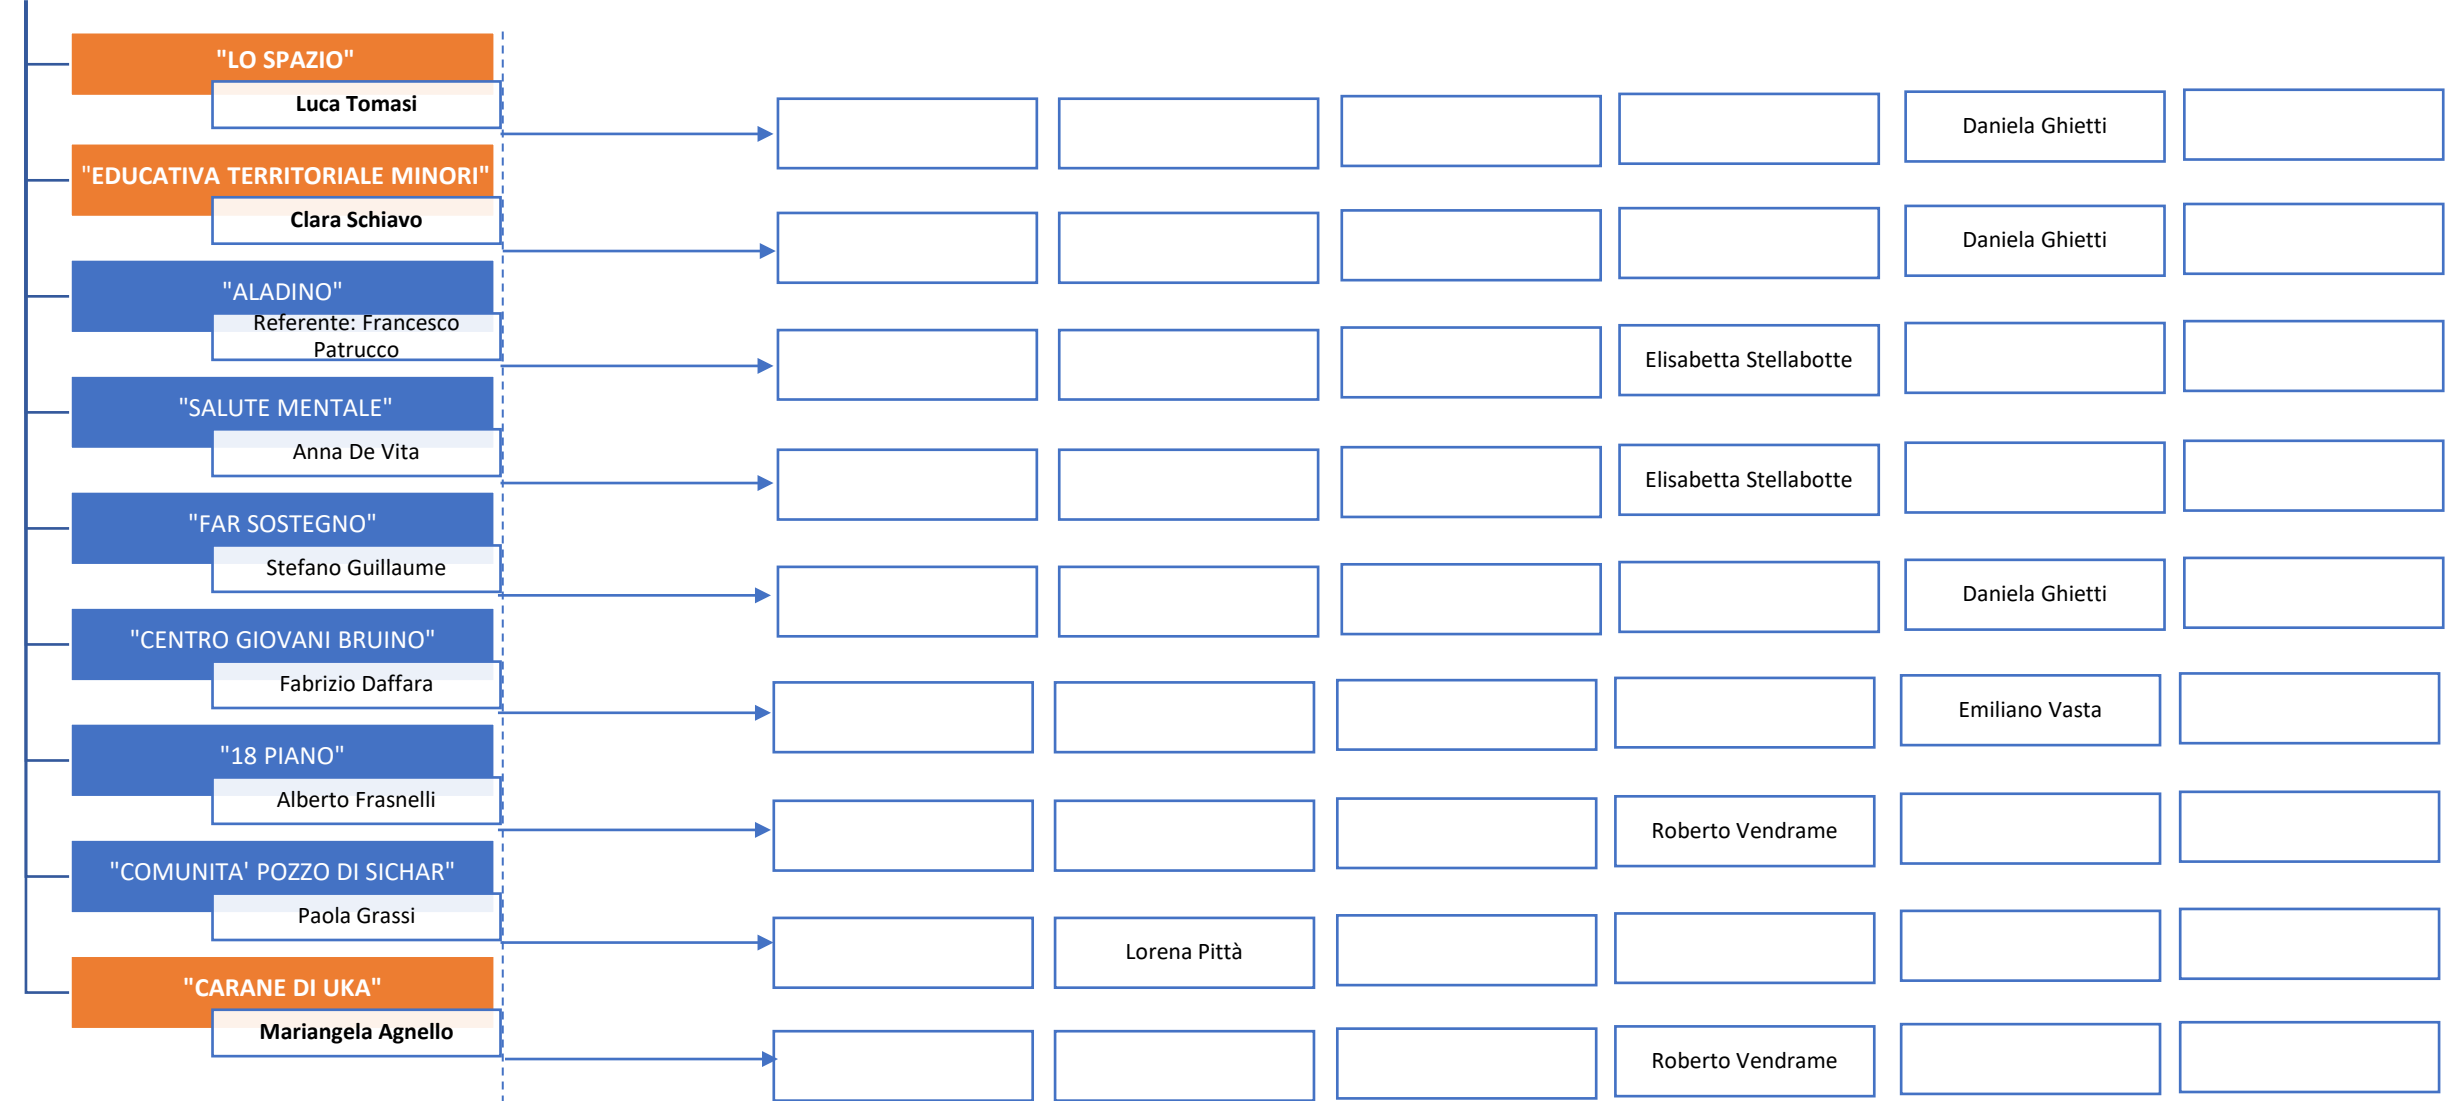 "LO SPAZIO"
Luca Tomasi
Daniela Ghietti
"EDUCATIVA TERRITORIALE MINORI"
Clara Schiavo
Daniela Ghietti
"ALADINO"
Referente: Francesco
Patrucco
Elisabetta Stellabotte
"SALUTE MENTALE"
Anna De Vita
Elisabetta Stellabotte
"FAR SOSTEGNO"
Stefano Guillaume
Daniela Ghietti
"CENTRO GIOVANI BRUINO"
Fabrizio Daffara
Emiliano Vasta
"18 PIANO"
Alberto Frasnelli
Roberto Vendrame
"COMUNITA' POZZO DI SICHAR"
Paola Grassi
Lorena Pittà
"CARANE DI UKA"
Mariangela Agnello
Roberto Vendrame